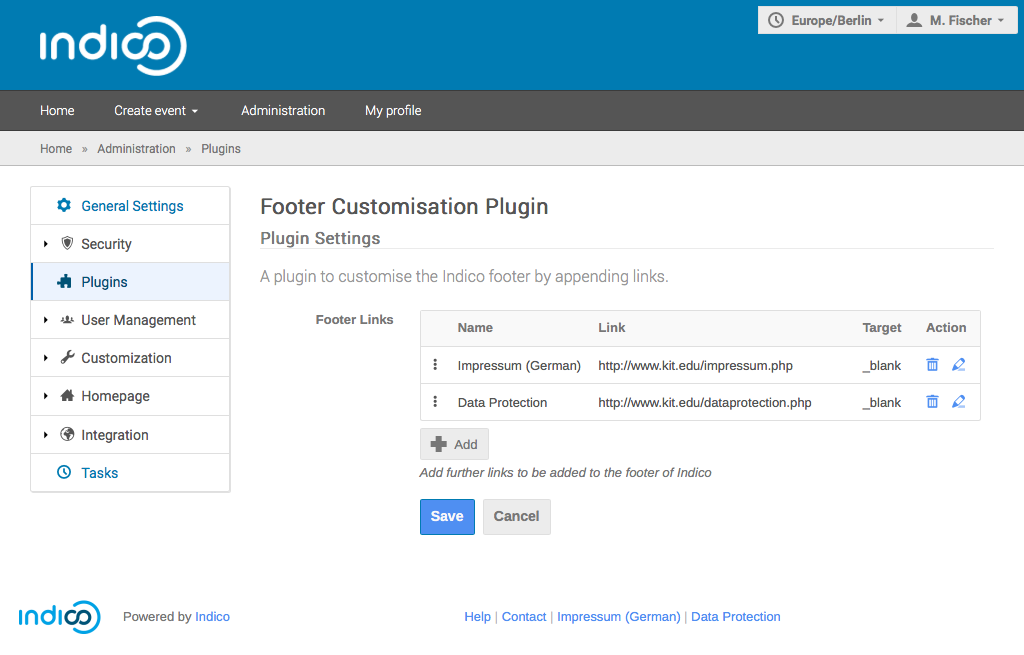 indico
Europe/Berlin
M. Fischer
Home
Create event
Administration
My profile
Home » Administration » Plugins
General Settings
Security
Plugins
User Management
Customization
Homepage
Integration
Tasks
Footer Customisation Plugin
Plugin Settings
A plugin to customise the Indico footer by appending links.
Footer Links
Name Link Target Action
Impressum (German) http://www.kit.edu/impressum.php _blank
Data Protection http://www.kit.edu/dataprotection.php _blank
Add
Add further links to be added to the footer of Indico
Save Cancel
indico
Powered by Indico
Help | Contact | Impressum (German) | Data Protection